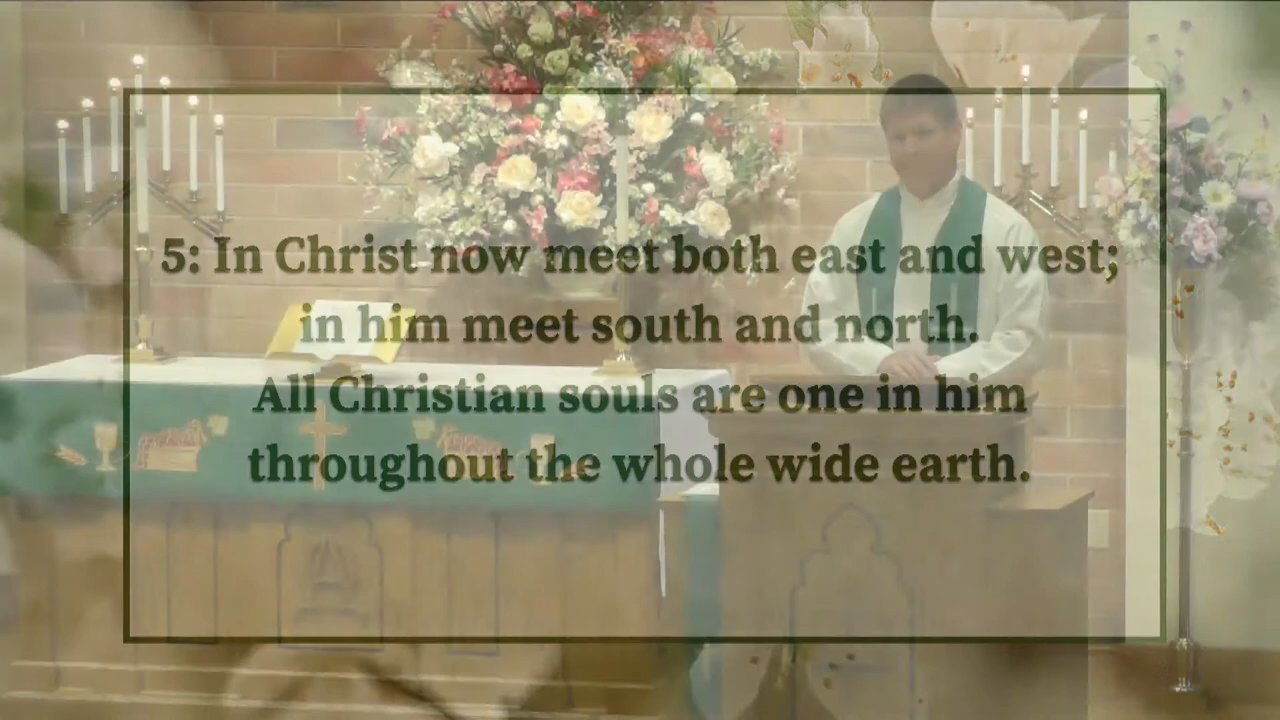 5: In Christ now meet both east and west;
in him meet south and north.
All Christian souls are one in him
throughout the whole wide earth.